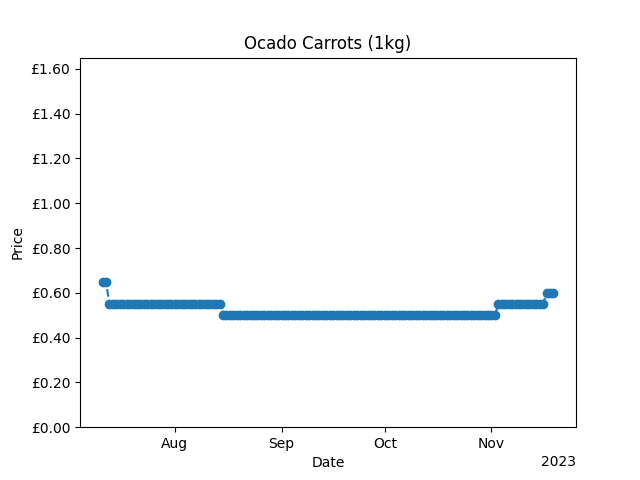 Ocado Carrots (1kg)
£1.60
£1.40
£1.20
£1.00
£0.80
£0.60
£0.40
£0.20
£0.00
Price
Aug Sep Oct Nov
Date
2023